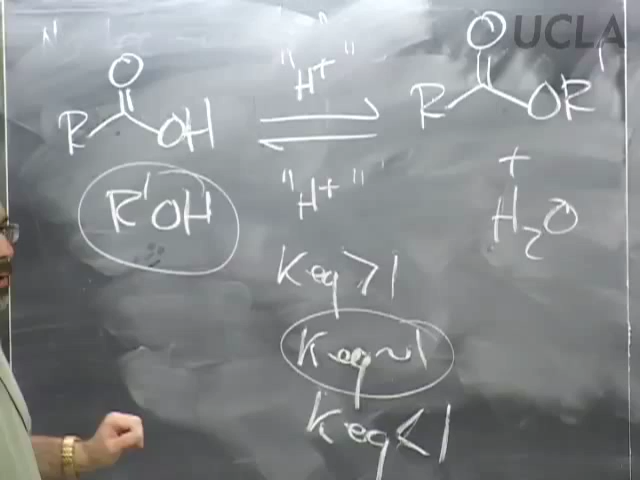 UCLA
O "H+" O
R OH R OR'
R'OH "H+" + H2O
Keq>1
Keq~1
Keq<1